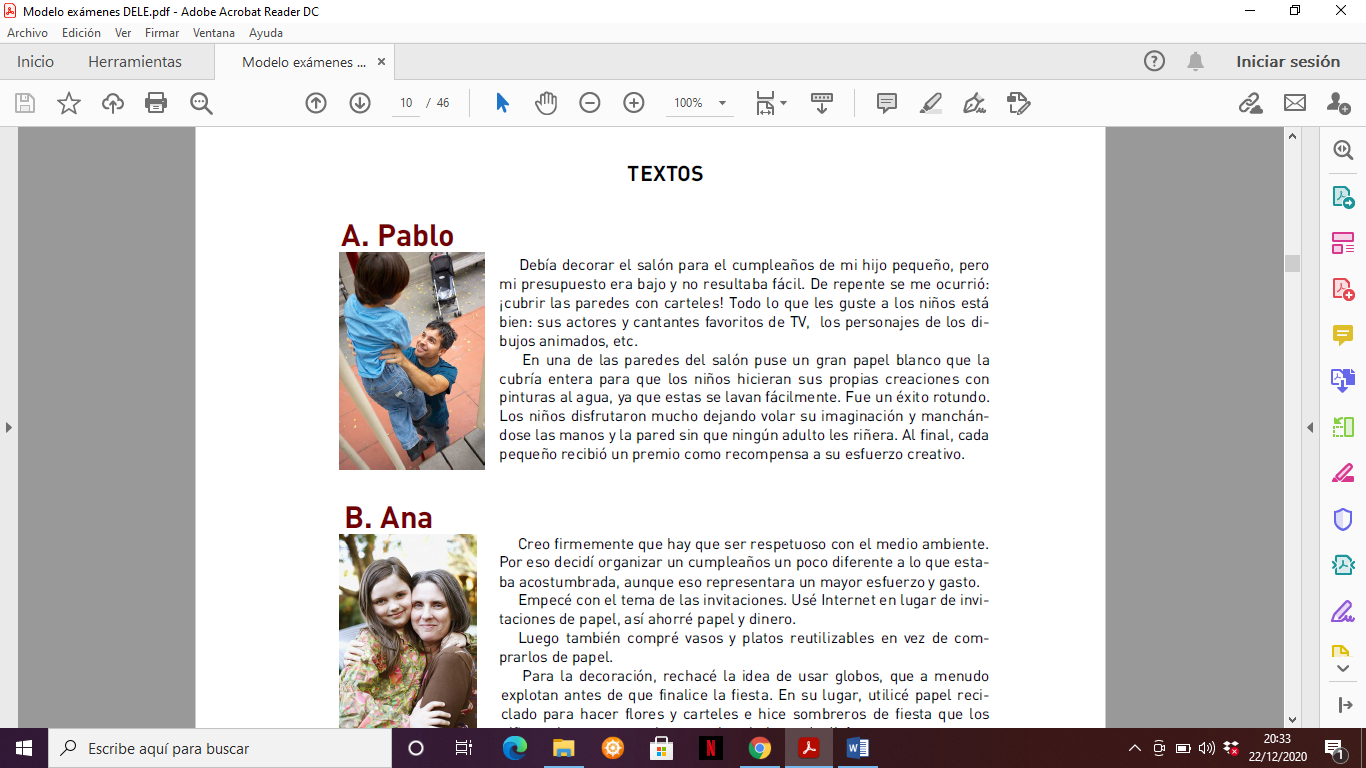 Modelo exámenes DELE.pdf - Adobe Acrobat Reader DC
Archivo Edición Ver Firmar Ventana Ayuda
Inicio Herramientas Modelo exámenes ... × Iniciar sesión
10 / 46 100%
TEXTOS
A. Pablo
Debía decorar el salón para el cumpleaños de mi hijo pequeño, pero
mi presupuesto era bajo y no resultaba fácil. De repente se me ocurrió:
¡cubrir las paredes con carteles! Todo lo que les guste a los niños está
bien: sus actores y cantantes favoritos de TV, los personajes de los di-
bujos animados, etc.
En una de las paredes del salón puse un gran papel blanco que la
cubría entera para que los niños hicieran sus propias creaciones con
pinturas al agua, ya que estas se lavan fácilmente. Fue un éxito rotundo.
Los niños disfrutaron mucho dejando volar su imaginación y manchán-
dose las manos y la pared sin que ningún adulto les riñera. Al final, cada
pequeño recibió un premio como recompensa a su esfuerzo creativo.
B. Ana
Creo firmemente que hay que ser respetuoso con el medio ambiente.
Por eso decidí organizar un cumpleaños un poco diferente a lo que esta-
ba acostumbrada, aunque eso representara un mayor esfuerzo y gasto.
Empecé con el tema de las invitaciones. Usé Internet en lugar de invi-
taciones de papel, así ahorré papel y dinero.
Luego también compré vasos y platos reutilizables en vez de com-
prarlos de papel.
Para la decoración, rechacé la idea de usar globos, que a menudo
explotan antes de que finalice la fiesta. En su lugar, utilicé papel reci-
clado para hacer flores y carteles e hice sombreros de fiesta que los
Escribe aquí para buscar
20:33
22/12/2020
1